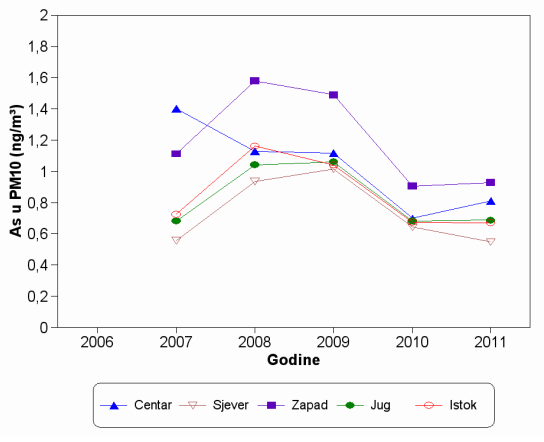 2
1,8
1,6
1,4
1,2
1
0,8
0,6
0,4
0,2
0
As u PM10 (ng/m³)
2006 2007 2008 2009 2010 2011
Godine
Centar Sjever Zapad Jug Istok